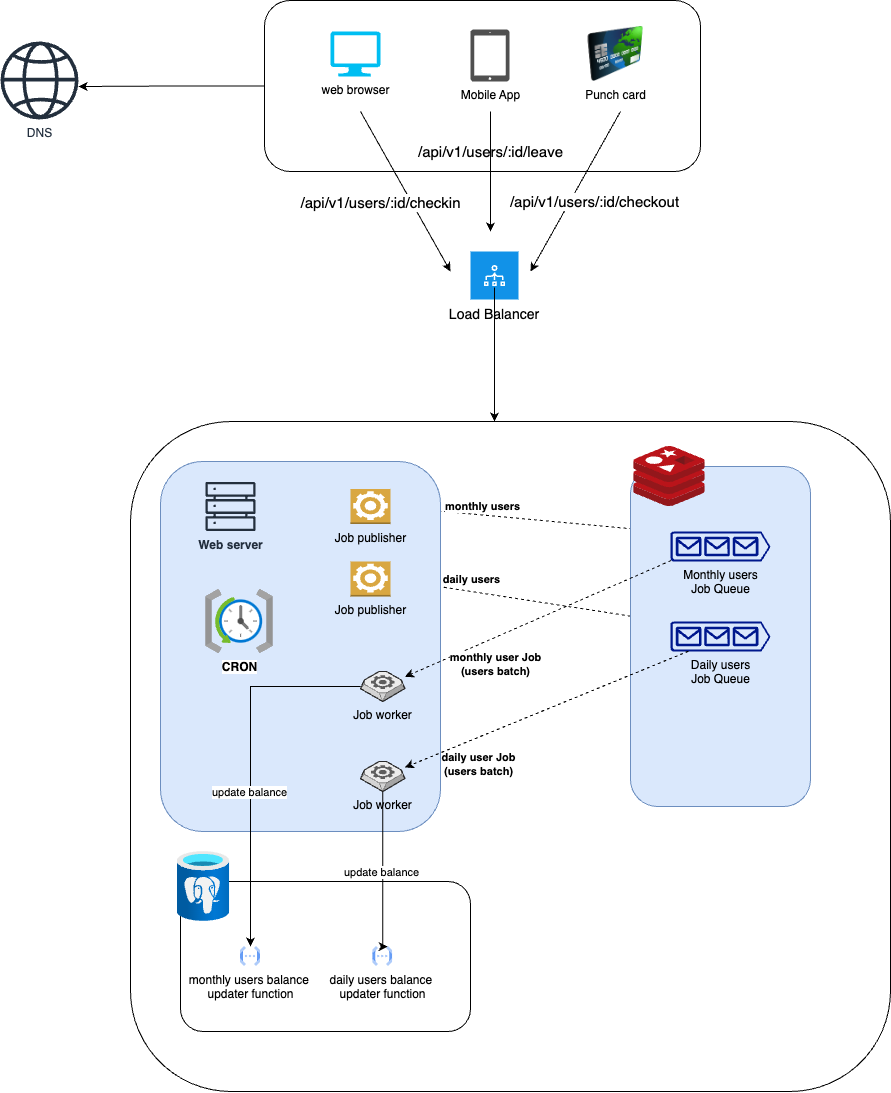 web browser
Mobile App
Punch card
DNS
/api/v1/users/:id/leave
/api/v1/users/:id/checkin
/api/v1/users/:id/checkout
Load Balancer
Web server
Job publisher
monthly users
Monthly users
Job Queue
Job publisher
daily users
CRON
monthly user Job
(users batch)
Daily users
Job Queue
Job worker
daily user Job
(users batch)
update balance
Job worker
update balance
monthly users balance
updater function
daily users balance
updater function